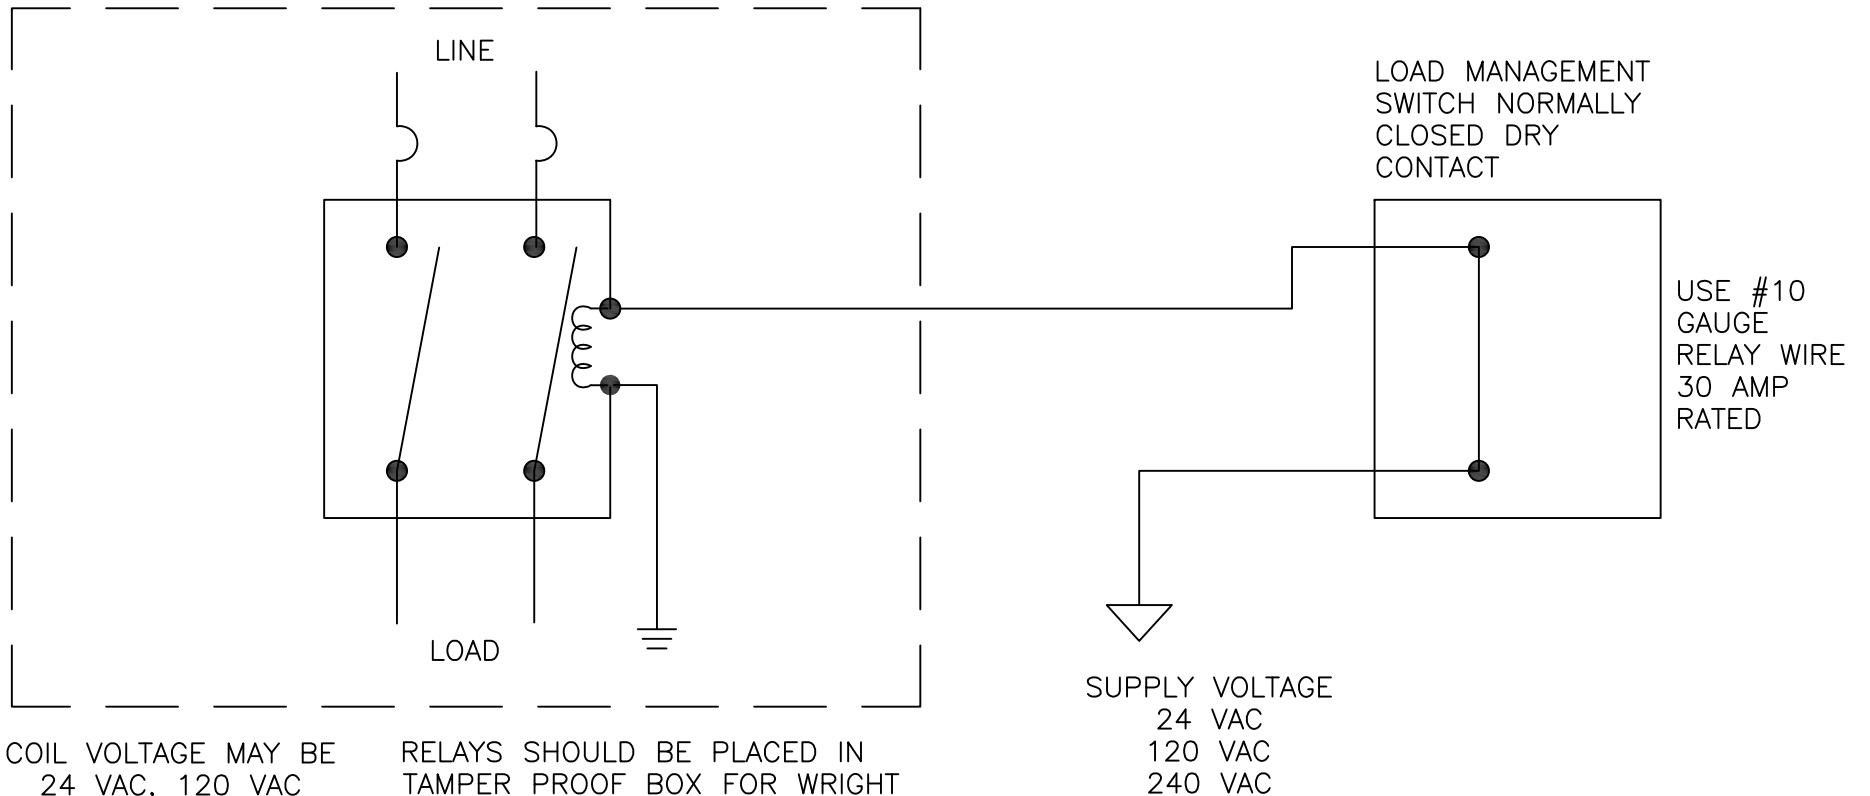 LINE
LOAD MANAGEMENT
SWITCH NORMALLY
CLOSED DRY
CONTACT
USE #10
GAUGE
RELAY WIRE
30 AMP
RATED
LOAD
SUPPLY VOLTAGE
24 VAC
120 VAC
240 VAC
COIL VOLTAGE MAY BE
24 VAC, 120 VAC
RELAYS SHOULD BE PLACED IN
TAMPER PROOF BOX FOR WRIGHT